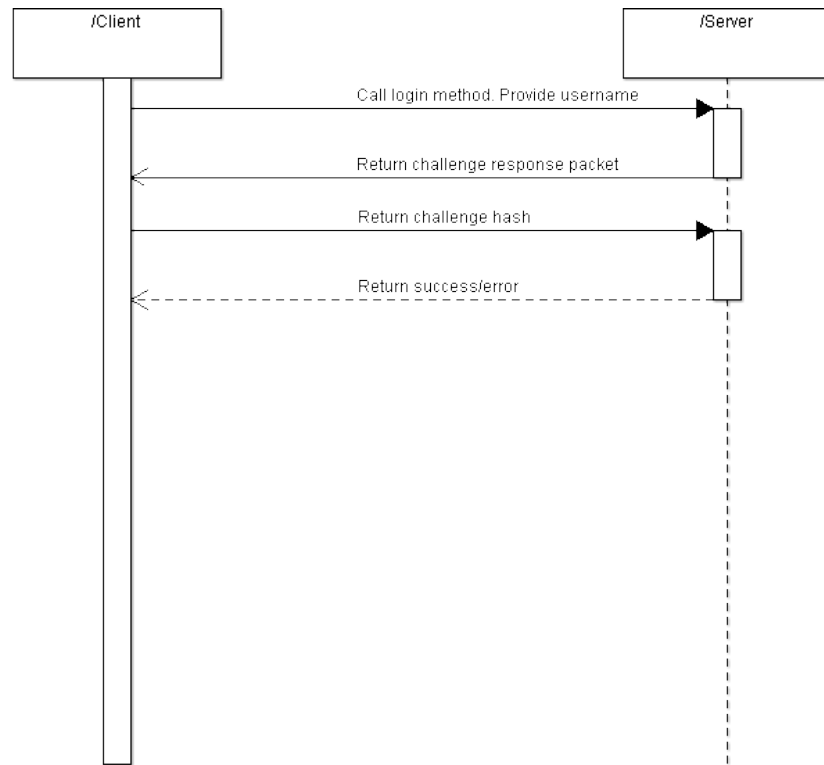 /Client
/Server
Call login method. Provide username
Return challenge response packet
Return challenge hash
Return success/error